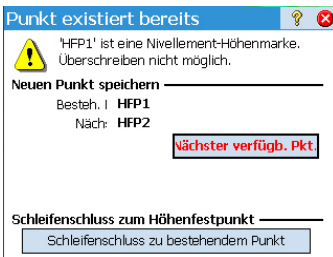 Punkt existiert bereits
'HFP1' ist eine Nivellement-Höhenmarke.
Überschreiben nicht möglich.
Neuen Punkt speichern
Besteh. I HFP1
Näch: HFP2
Nächster verfügb. Pkt.
Schleifenschluss zum Höhenfestpunkt
Schleifenschluss zu bestehendem Punkt